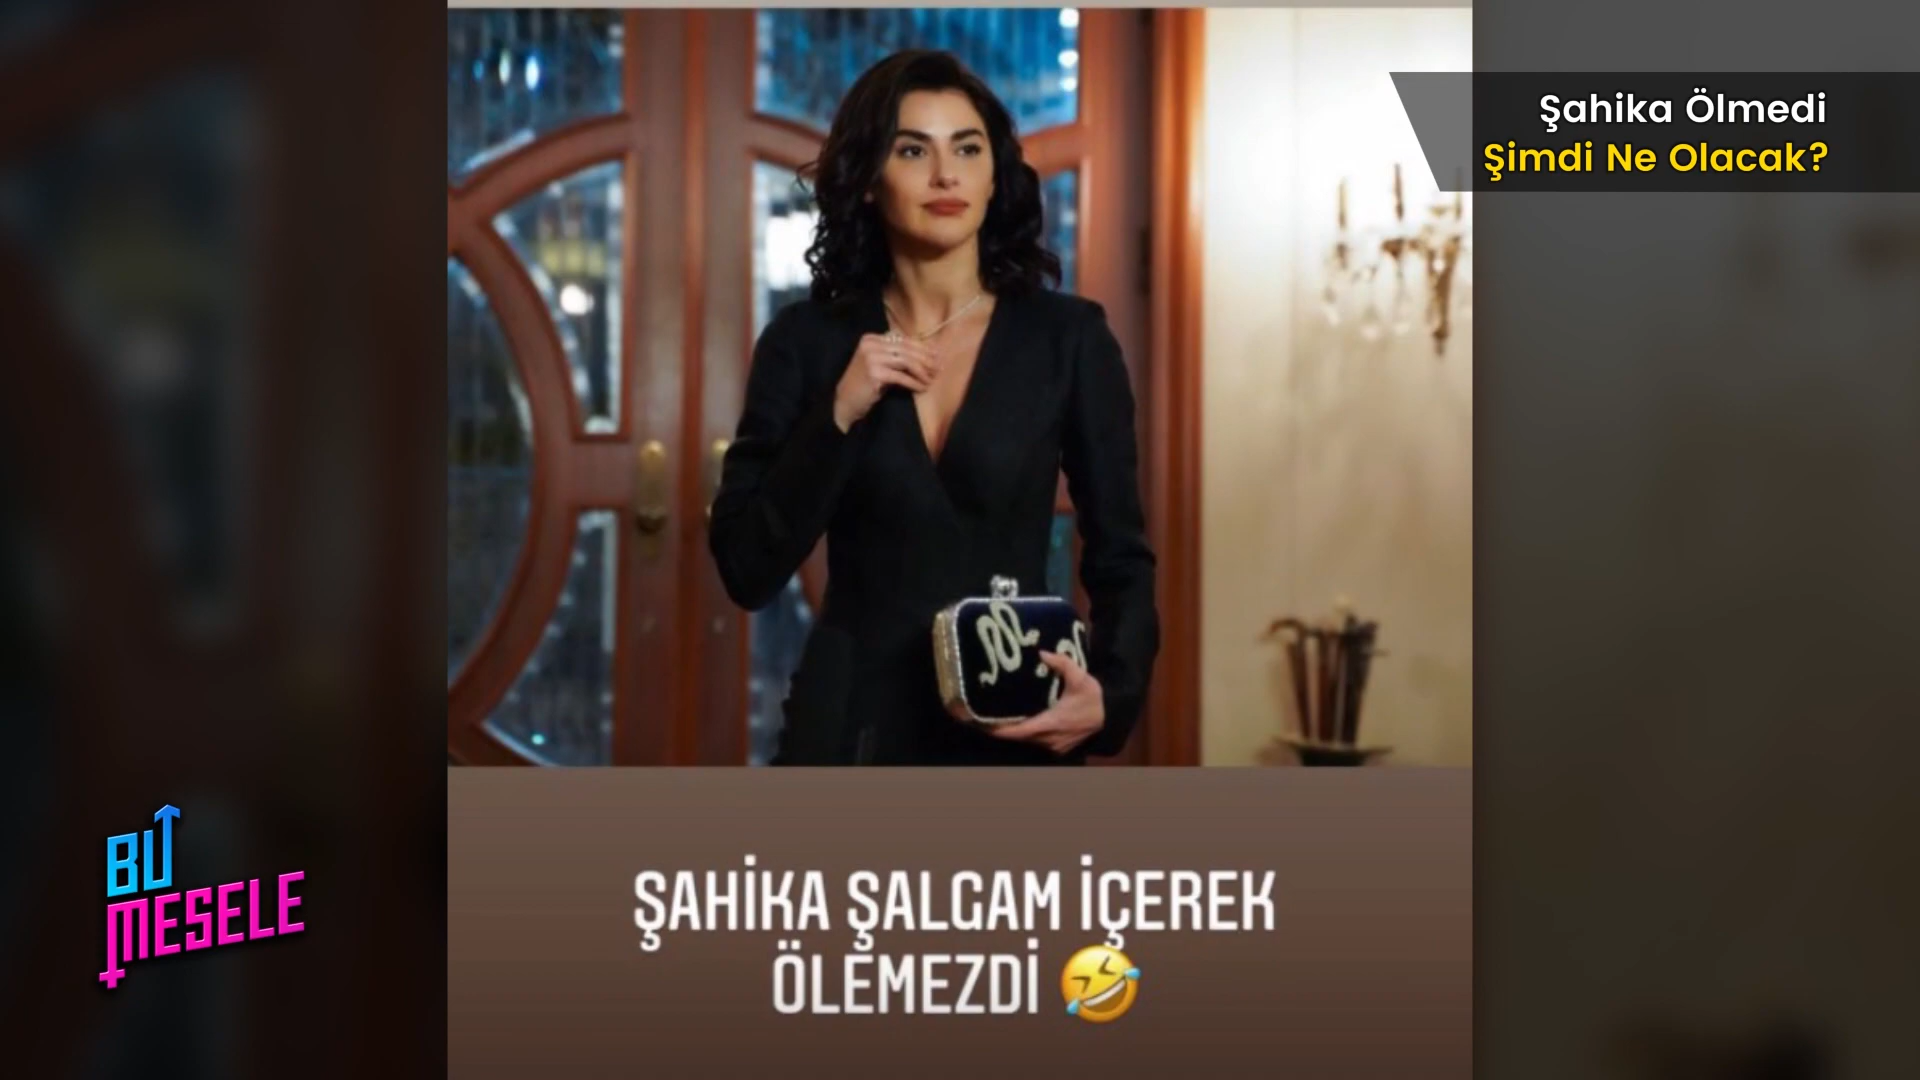 Şahika Ölmedi
Şimdi Ne Olacak?
ŞAHİKA ŞALGAM İÇEREK
ÖLEMEZDİ 🤣
BU
MESELE